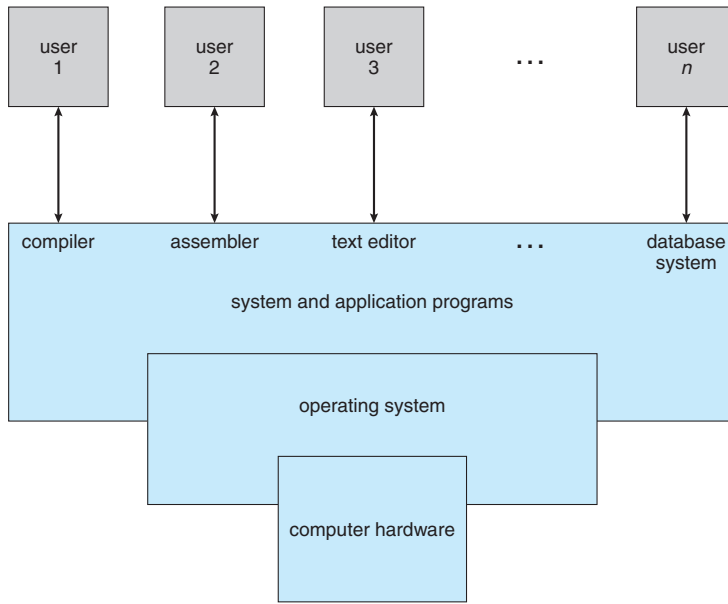 user
1
user
2
user
3
...
user
n
compiler
assembler
text editor
...
database
system
system and application programs
operating system
computer hardware